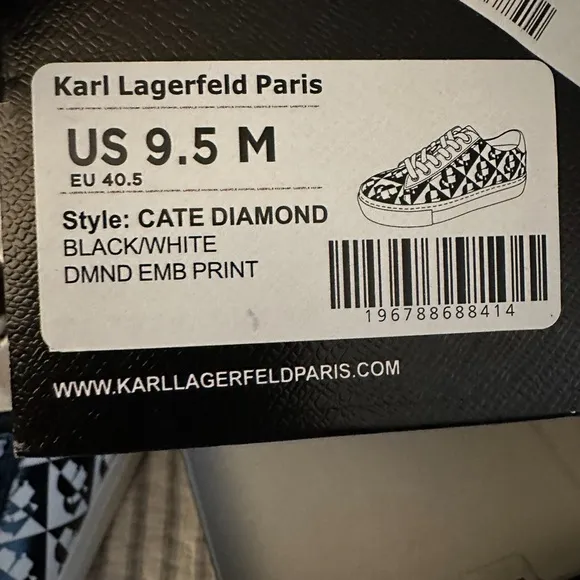 Karl Lagerfeld Paris
US 9.5 M
EU 40.5
Style: CATE DIAMOND
BLACK/WHITE
DMND EMB PRINT
196788688414
WWW.KARLLAGERFELDPARIS.COM